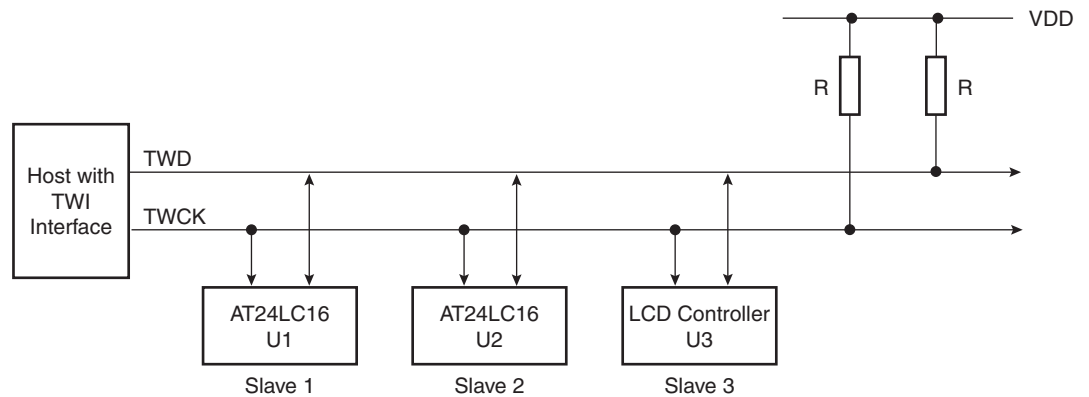 VDD
R
R
Host with
TWI
Interface
TWD
TWCK
AT24LC16
U1
AT24LC16
U2
LCD Controller
U3
Slave 1
Slave 2
Slave 3